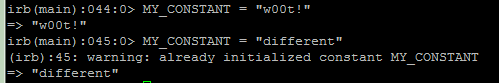 irb(main):044:0> MY_CONSTANT = "w00t!"
=> "w00t!"
irb(main):045:0> MY_CONSTANT = "different"
(irb):45: warning: already initialized constant MY_CONSTANT
=> "different"